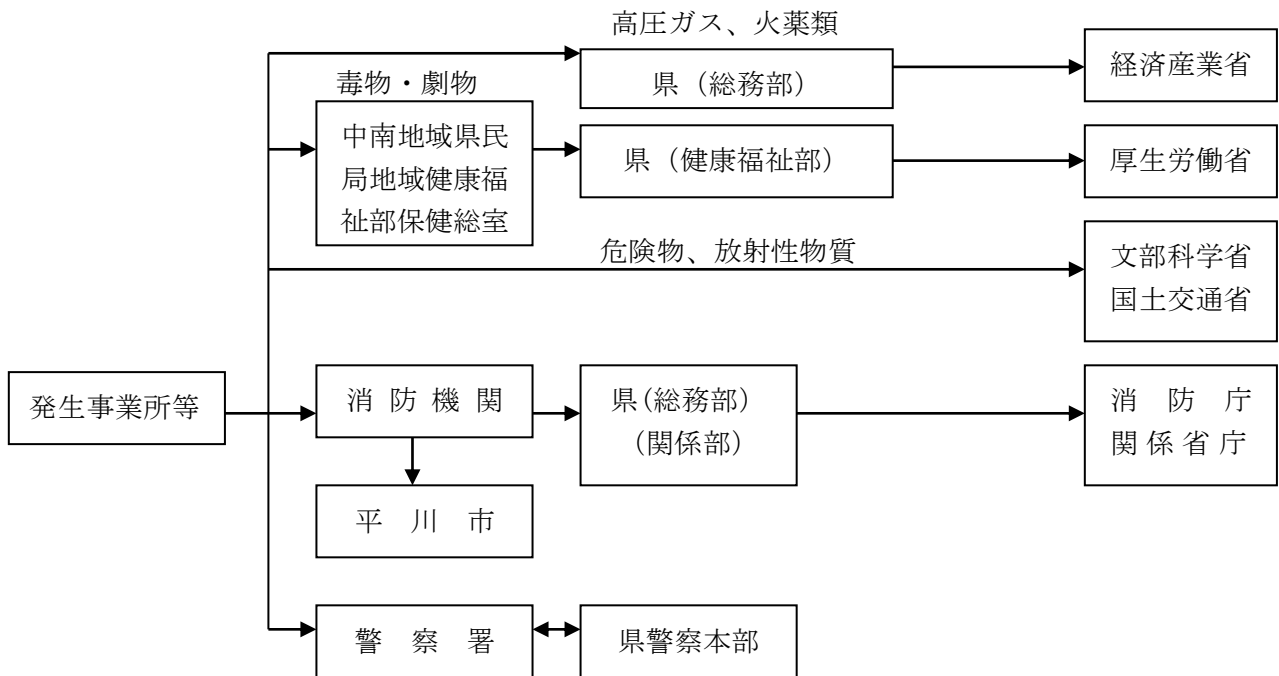 高圧ガス、火薬類
県（総務部）
経済産業省
毒物・劇物
中南地域県民
局地域健康福
祉部保健総室
県（健康福祉部）
厚生労働省
危険物、放射性物質
文部科学省
国土交通省
発生事業所等
消防機関
県(総務部)
（関係部）
消防庁
関係省庁
平川市
警察署
県警察本部